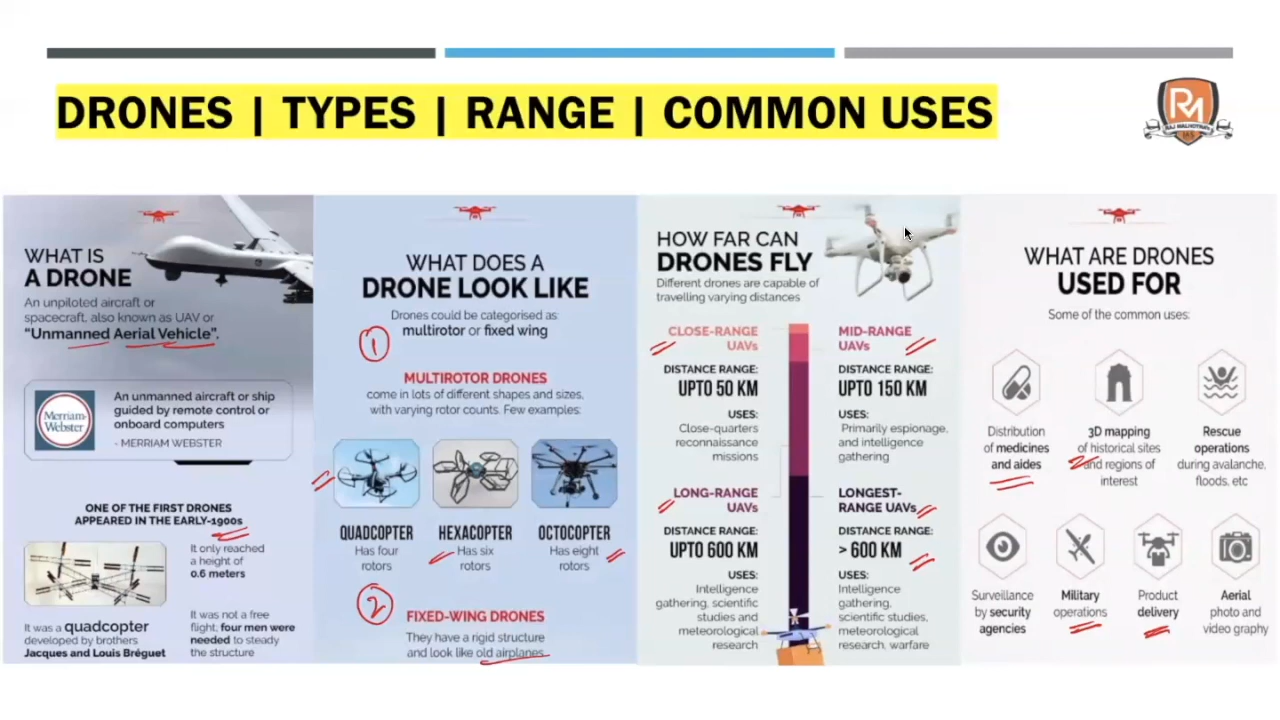 DRONES | TYPES | RANGE | COMMON USES
RM
RAJ MALHOTRA'S
IAS
WHAT IS
A DRONE
An unpiloted aircraft or
spacecraft, also known as UAV or
“Unmanned Aerial Vehicle”.
Merriam-
Webster
An unmanned aircraft or ship
guided by remote control or
onboard computers
- MERRIAM WEBSTER
ONE OF THE FIRST DRONES
APPEARED IN THE EARLY-1900s
It only reached
a height of
0.6 meters
It was a quadcopter
developed by brothers
Jacques and Louis Bréguet
It was not a free
flight, four men were
needed to steady
the structure
WHAT DOES A
DRONE LOOK LIKE
Drones could be categorised as:
multirotor or fixed wing
1
MULTIROTOR DRONES
come in lots of different shapes and sizes,
with varying rotor counts. Few examples:
QUADCOPTER
Has four
rotors
HEXACOPTER
Has six
rotors
OCTOCOPTER
Has eight
rotors
2
FIXED-WING DRONES
They have a rigid structure
and look like old airplanes
HOW FAR CAN
DRONES FLY
Different drones are capable of
travelling varying distances
CLOSE-RANGE
UAVs
DISTANCE RANGE:
UPTO 50 KM
USES:
Close-quarters
reconnaissance
missions
MID-RANGE
UAVs
DISTANCE RANGE:
UPTO 150 KM
USES:
Primarily espionage,
and intelligence
gathering
LONG-RANGE
UAVs
DISTANCE RANGE:
UPTO 600 KM
USES:
Intelligence
gathering, scientific
studies and
meteorological
research
LONGEST-
RANGE UAVs
DISTANCE RANGE:
> 600 KM
USES:
Intelligence
gathering,
scientific studies,
meteorological
research, warfare
WHAT ARE DRONES
USED FOR
Some of the common uses:
Distribution
of medicines
and aides
3D mapping
of historical sites
and regions of
interest
Rescue
operations
during avalanche,
floods, etc
Surveillance
by security
agencies
Military
operations
Product
delivery
Aerial
photo and
video graphy